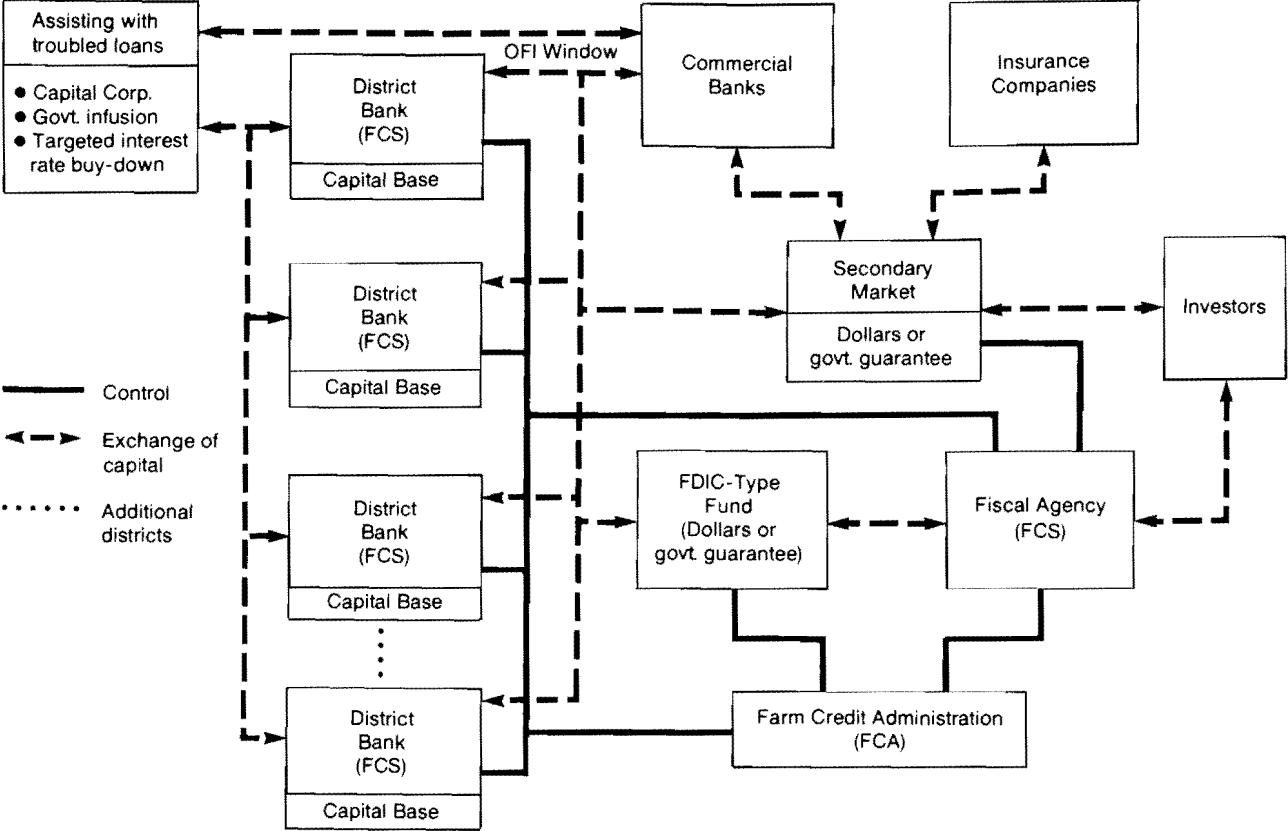 Assisting with
troubled loans
● Capital Corp.
● Govt. infusion
● Targeted interest
rate buy-down
OFI Window
District
Bank
(FCS)
Capital Base
Commercial
Banks
Insurance
Companies
District
Bank
(FCS)
Capital Base
Secondary
Market
Dollars or
govt. guarantee
Investors
Control
Exchange of
capital
Additional
districts
District
Bank
(FCS)
Capital Base
FDIC-Type
Fund
(Dollars or
govt. guarantee)
Fiscal Agency
(FCS)
District
Bank
(FCS)
Capital Base
Farm Credit Administration
(FCA)